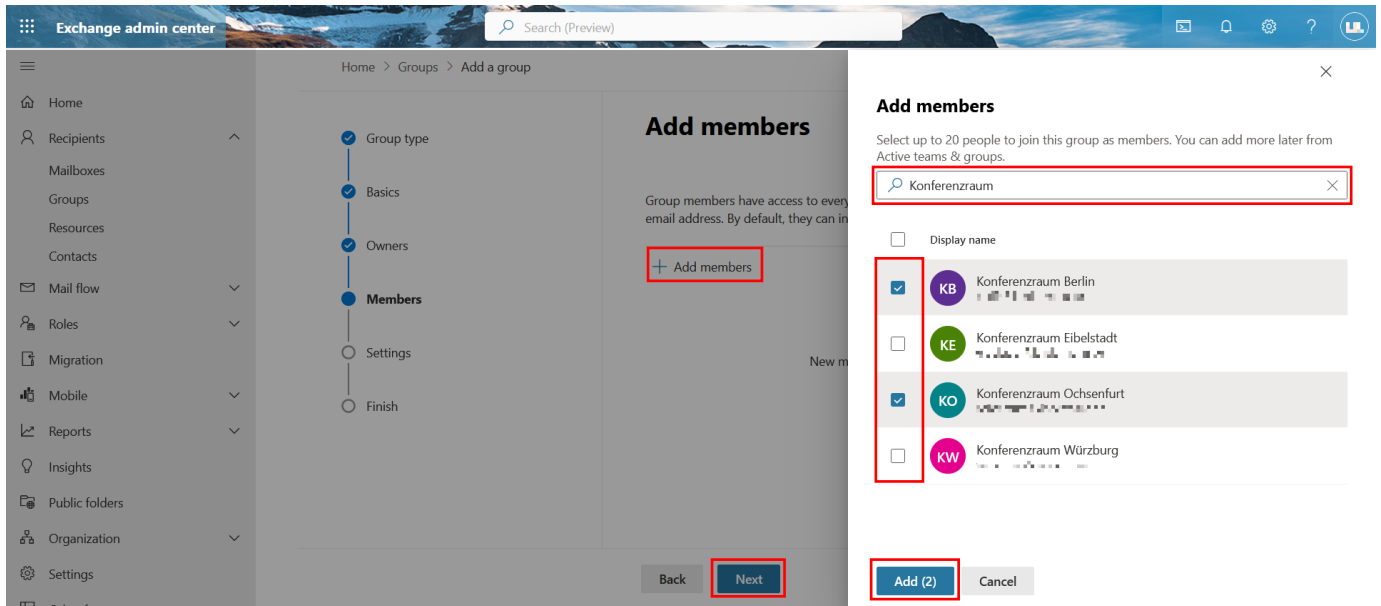 Exchange admin center
Search (Preview)
?
LL
Home
Recipients
Mailboxes
Groups
Resources
Contacts
Mail flow
Roles
Migration
Mobile
Reports
Insights
Public folders
Organization
Settings
Home > Groups > Add a group
Group type
Basics
Owners
Members
Settings
Finish
Add members
Group members have access to every
email address. By default, they can in
+ Add members
New m
Back
Next
Add members
Select up to 20 people to join this group as members. You can add more later from
Active teams & groups.
Konferenzraum
Display name
KB
Konferenzraum Berlin
KE
Konferenzraum Eibelstadt
KO
Konferenzraum Ochsenfurt
KW
Konferenzraum Würzburg
Add (2)
Cancel